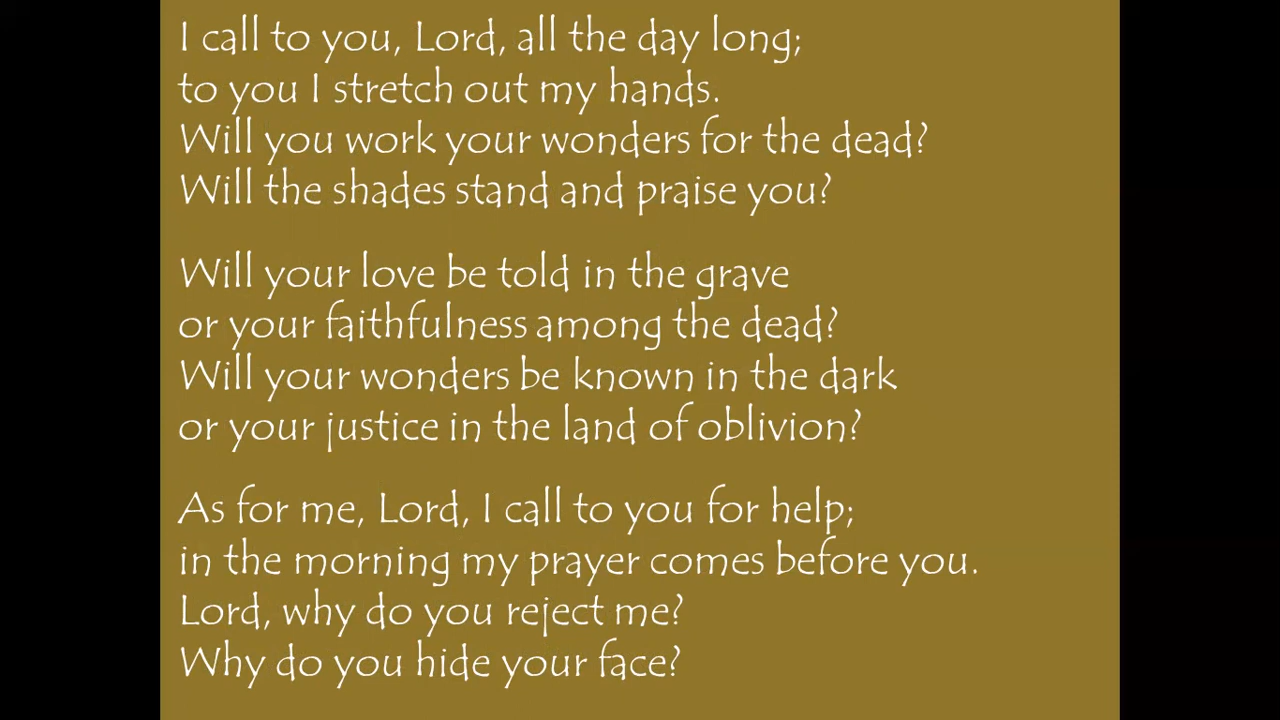 I call to you, Lord, all the day long;
to you I stretch out my hands.
Will you work your wonders for the dead?
Will the shades stand and praise you?
Will your love be told in the grave
or your faithfulness among the dead?
Will your wonders be known in the dark
or your justice in the land of oblivion?
As for me, Lord, I call to you for help;
in the morning my prayer comes before you.
Lord, why do you reject me?
Why do you hide your face?